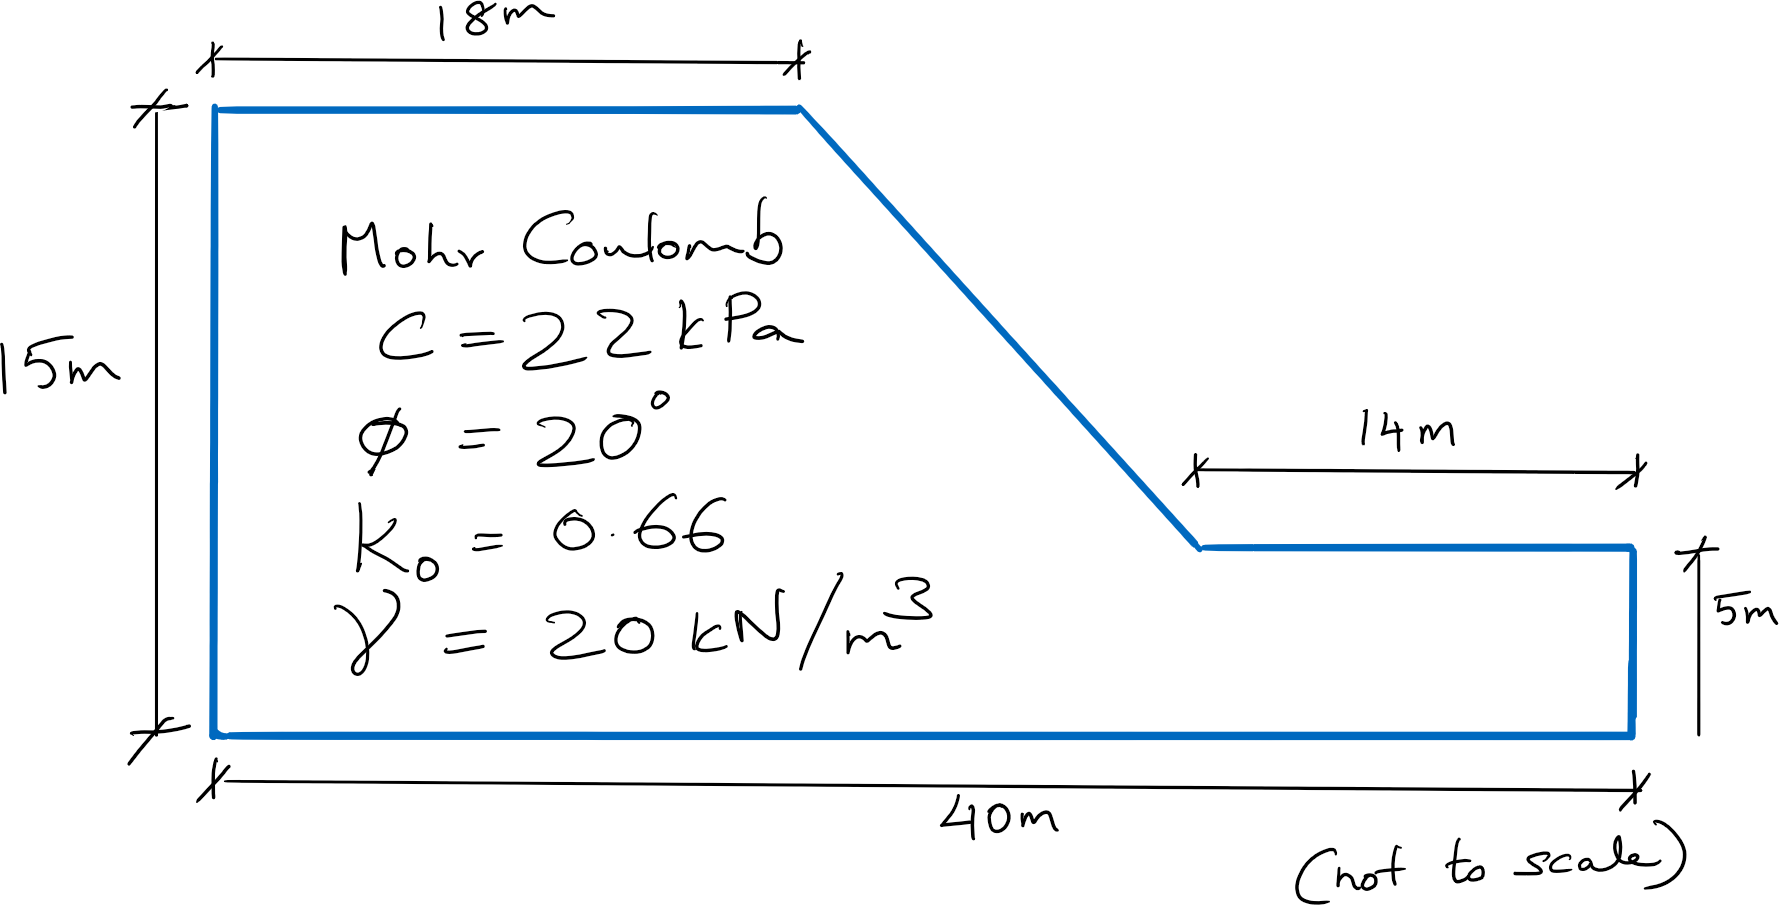 18m
15m
Mohr Coulomb
C = 22 kPa
ϕ = 20°
K₀ = 0.66
γ = 20 kN/m³
14m
5m
40m
(not to scale)